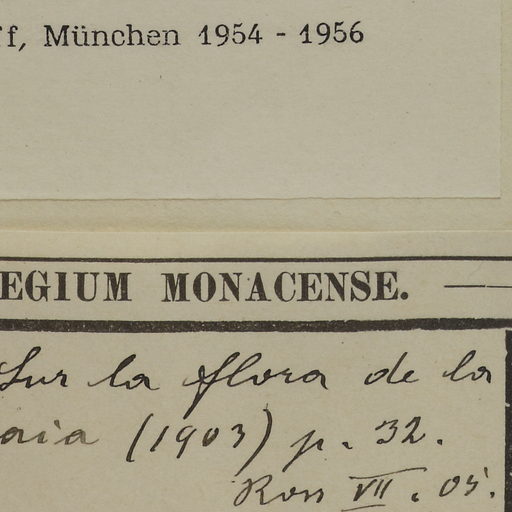 ff, München 1954 - 1956
EGIUM MONACENSE.
Sur la flora de la
aia (1903) p. 32.
Ross VII. 05.